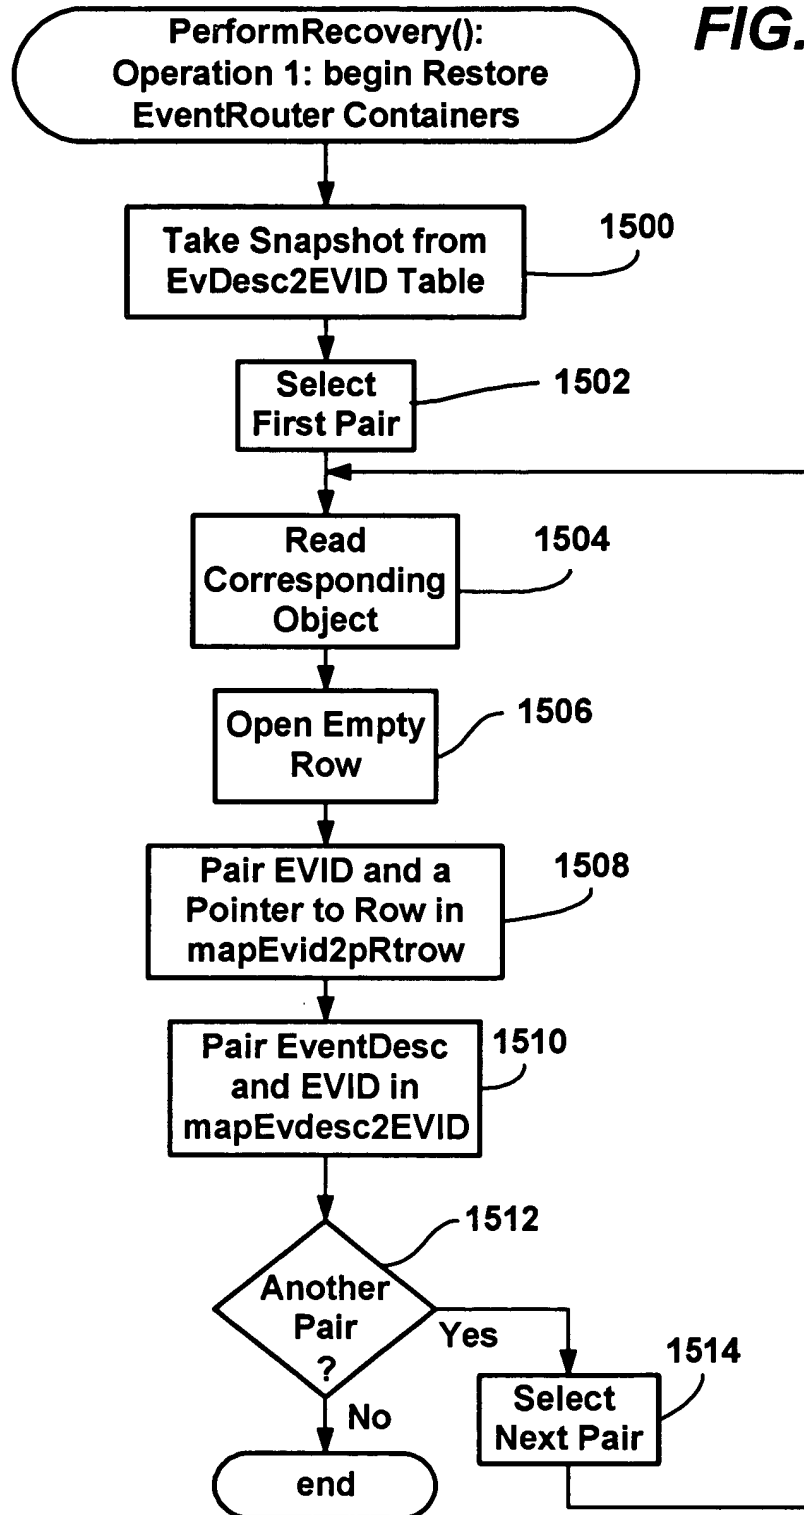 PerformRecovery():
Operation 1: begin Restore
EventRouter Containers
FIG.
Take Snapshot from
EvDesc2EVID Table
1500
Select
First Pair
1502
Read
Corresponding
Object
1504
Open Empty
Row
1506
Pair EVID and a
Pointer to Row in
mapEvid2pRtrow
1508
Pair EventDesc
and EVID in
mapEvdesc2EVID
1510
Another
Pair
?
1512
Yes
No
Select
Next Pair
1514
end